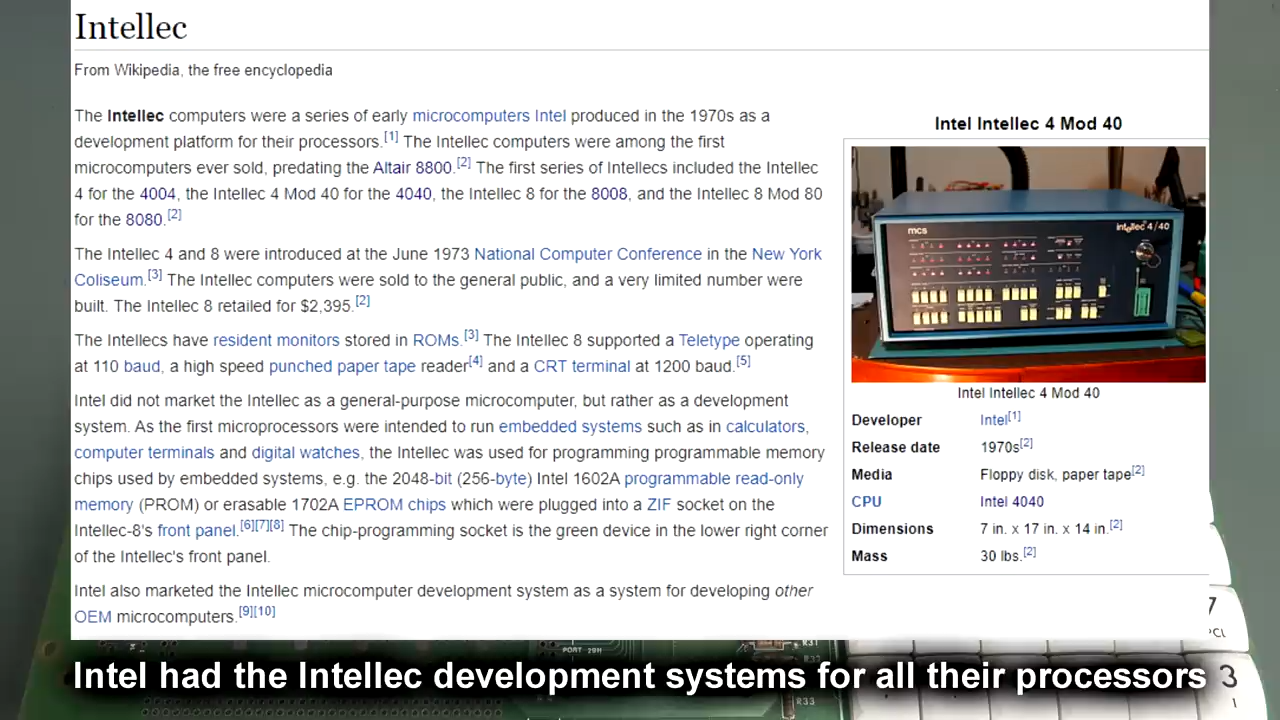 Intellec
From Wikipedia, the free encyclopedia
The Intellec computers were a series of early microcomputers Intel produced in the 1970s as a
development platform for their processors.[1] The Intellec computers were among the first
microcomputers ever sold, predating the Altair 8800.[2] The first series of Intellecs included the Intellec
4 for the 4004, the Intellec 4 Mod 40 for the 4040, the Intellec 8 for the 8008, and the Intellec 8 Mod 80
for the 8080.[2]
The Intellec 4 and 8 were introduced at the June 1973 National Computer Conference in the New York
Coliseum.[3] The Intellec computers were sold to the general public, and a very limited number were
built. The Intellec 8 retailed for $2,395.[2]
The Intellecs have resident monitors stored in ROMs.[3] The Intellec 8 supported a Teletype operating
at 110 baud, a high speed punched paper tape reader[4] and a CRT terminal at 1200 baud.[5]
Intel did not market the Intellec as a general-purpose microcomputer, but rather as a development
system. As the first microprocessors were intended to run embedded systems such as in calculators,
computer terminals and digital watches, the Intellec was used for programming programmable memory
chips used by embedded systems, e.g. the 2048-bit (256-byte) Intel 1602A programmable read-only
memory (PROM) or erasable 1702A EPROM chips which were plugged into a ZIF socket on the
Intellec-8's front panel.[6][7][8] The chip-programming socket is the green device in the lower right corner
of the Intellec's front panel.
Intel also marketed the Intellec microcomputer development system as a system for developing other
OEM microcomputers.[9][10]
Intel Intellec 4 Mod 40
mcs
intellec 4/40
Intel Intellec 4 Mod 40
Developer Intel[1]
Release date 1970s[2]
Media Floppy disk, paper tape[2]
CPU Intel 4040
Dimensions 7 in. x 17 in. x 14 in.[2]
Mass 30 lbs.[2]
7
PCL
PORT 29H
R31
Intel had the Intellec development systems for all their processors
3
I
R33